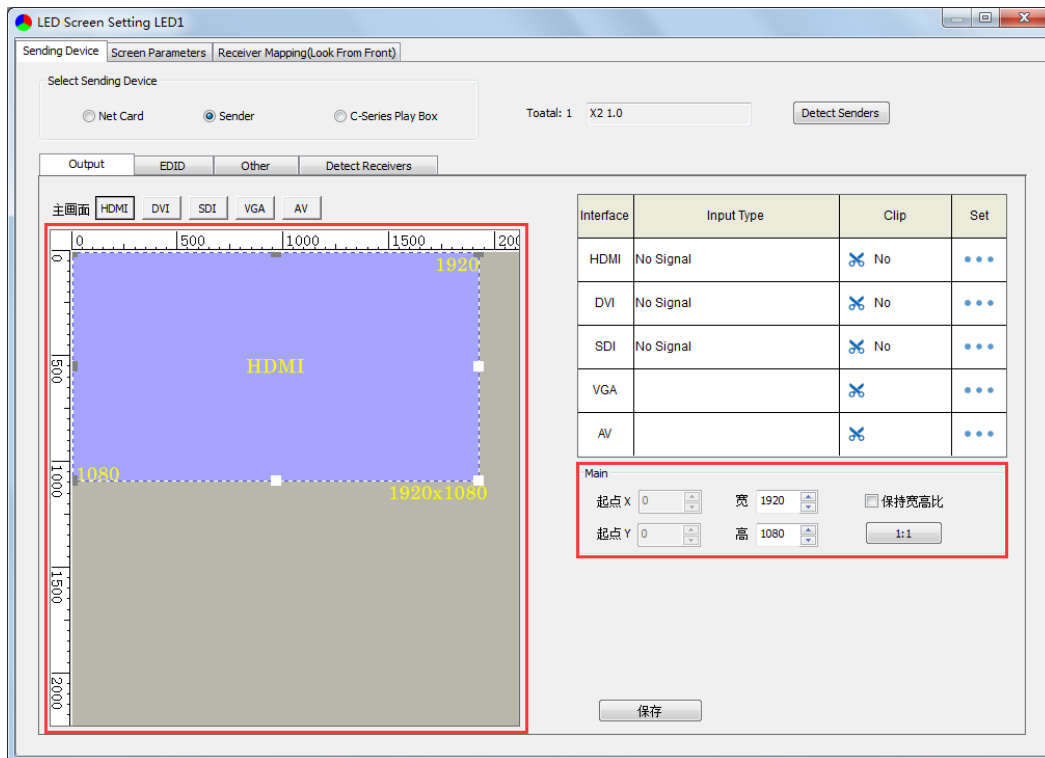 LED Screen Setting LED1
Sending Device Screen Parameters Receiver Mapping(Look From Front)
Select Sending Device
Net Card Sender C-Series Play Box
Toatal: 1 X2 1.0 Detect Senders
Output EDID Other Detect Receivers
主画面 HDMI DVI SDI VGA AV
0 500 1000 1500 200
0 500 1000 1500 2000
1920
HDMI
1080
1920x1080
Interface Input Type Clip Set
HDMI No Signal No
DVI No Signal No
SDI No Signal No
VGA
AV
Main
起点 X 0 宽 1920 保持宽高比
起点 Y 0 高 1080 1:1
保存